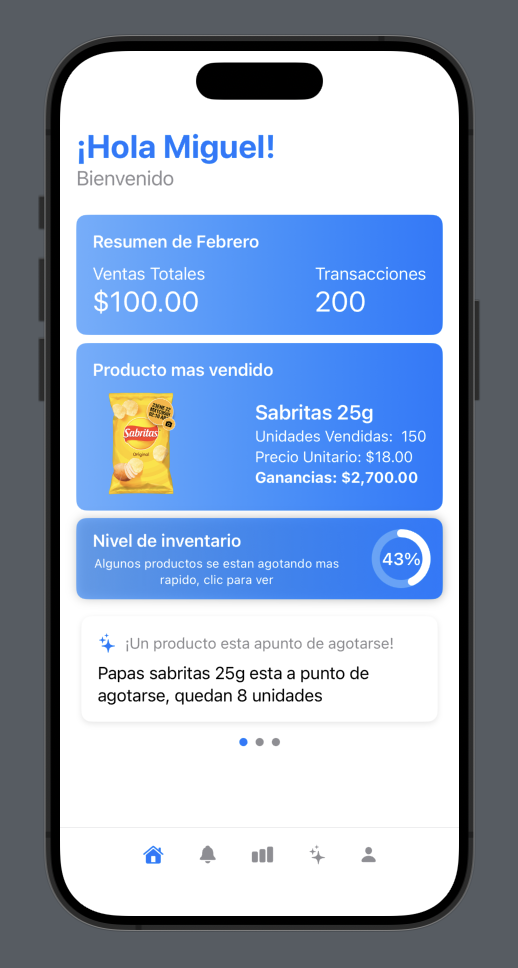 ¡Hola Miguel!
Bienvenido
Resumen de Febrero
Ventas Totales
Transacciones
$100.00
200
Producto mas vendido
Sabritas
Original
Sabritas 25g
Unidades Vendidas: 150
Precio Unitario: $18.00
Ganancias: $2,700.00
Nivel de inventario
Algunos productos se estan agotando mas
rapido, clic para ver
43%
¡Un producto esta apunto de agotarse!
Papas sabritas 25g esta a punto de
agotarse, quedan 8 unidades